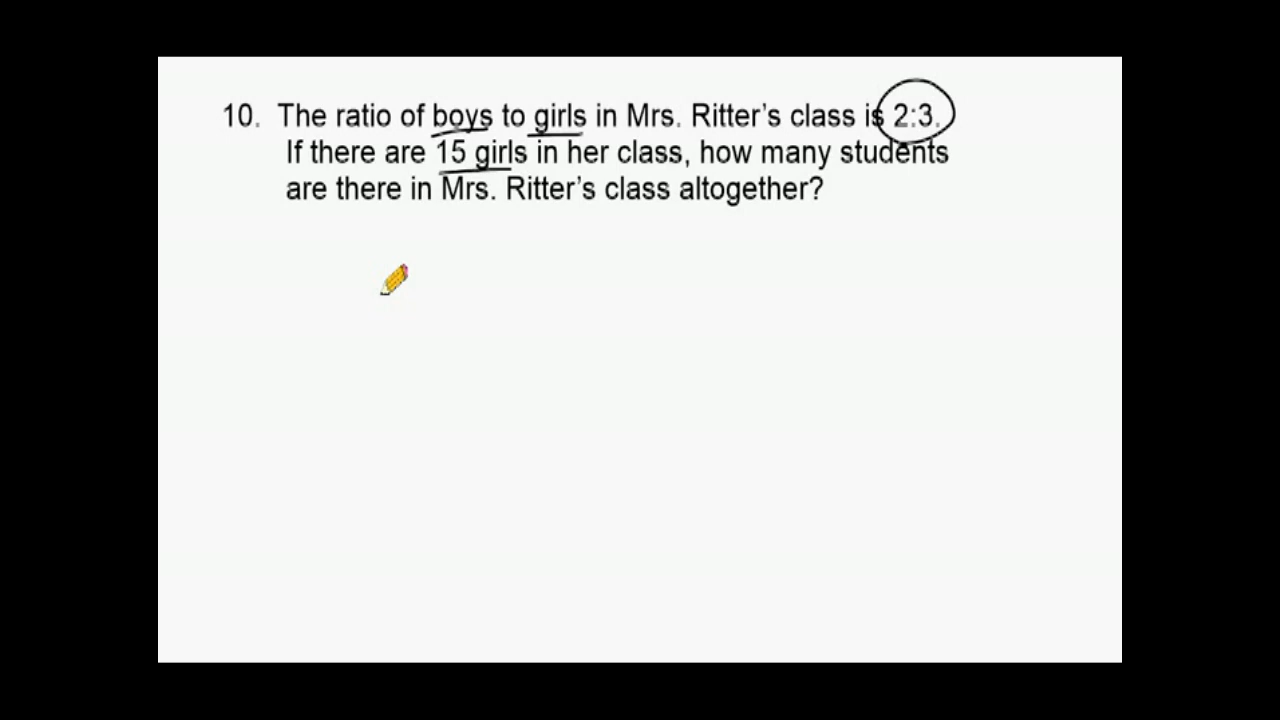 10. The ratio of boys to girls in Mrs. Ritter's class is 2:3.
If there are 15 girls in her class, how many students
are there in Mrs. Ritter's class altogether?